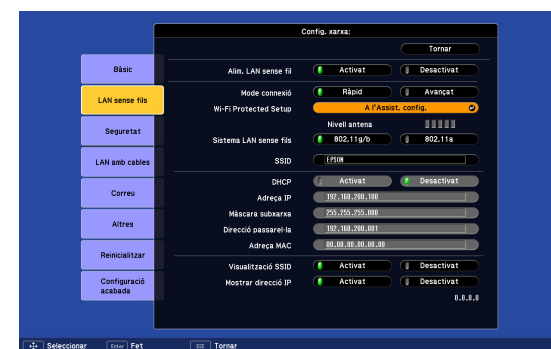 Config. xarxa:
Tornar
Bàsic
LAN sense fils
Seguretat
LAN amb cables
Correu
Altres
Reinicialitzar
Configuració
acabada
Alim. LAN sense fil Activat Desactivat
Mode connexió Ràpid Avançat
Wi-Fi Protected Setup A l'Assist. config.
Nivell antena
Sistema LAN sense fils 802.11g/b 802.11a
SSID EPSON
DHCP Activat Desactivat
Adreça IP 192.168.200.100
Màscara subxarxa 255.255.255.000
Direcció passarel·la 192.168.200.001
Adreça MAC 00.00.00.00.00.00
Visualització SSID Activat Desactivat
Mostrar direcció IP Activat Desactivat
0.0.0.0
Seleccionar Enter Fet ESC Tornar